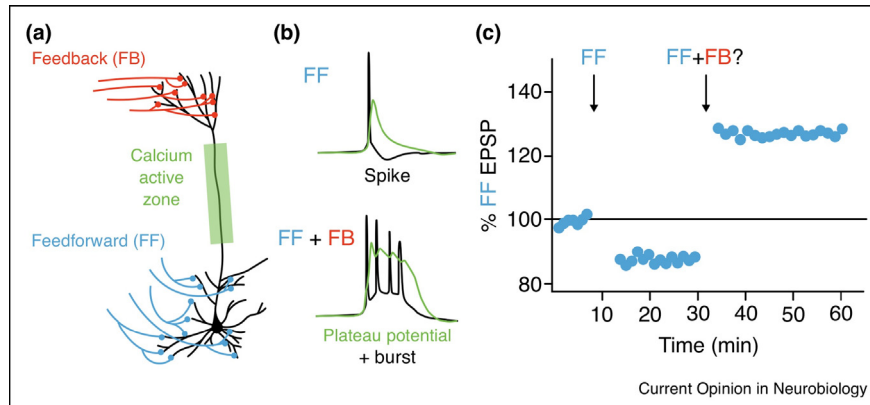 (a)
Feedback (FB)
Calcium
active
zone
Feedforward (FF)
(b)
FF
Spike
FF + FB
Plateau potential
+ burst
(c)
FF
FF+FB?
% FF EPSP
140
120
100
80
10 20 30 40 50 60
Time (min)
Current Opinion in Neurobiology